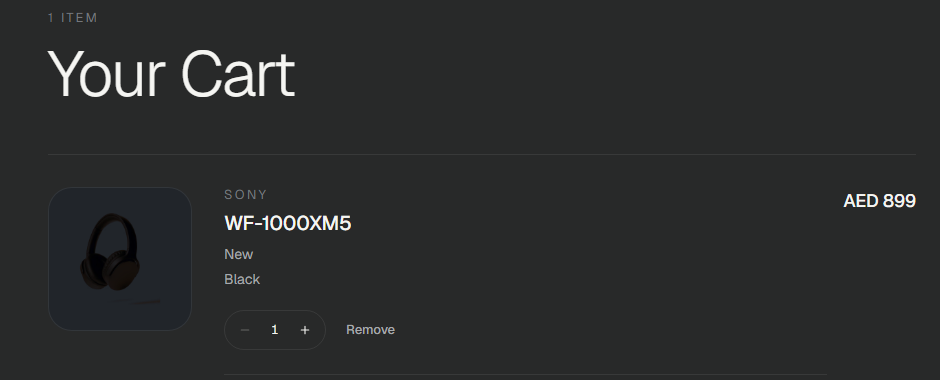 1 ITEM
Your Cart
SONY
WF-1000XM5
AED 899
New
Black
− 1 + Remove